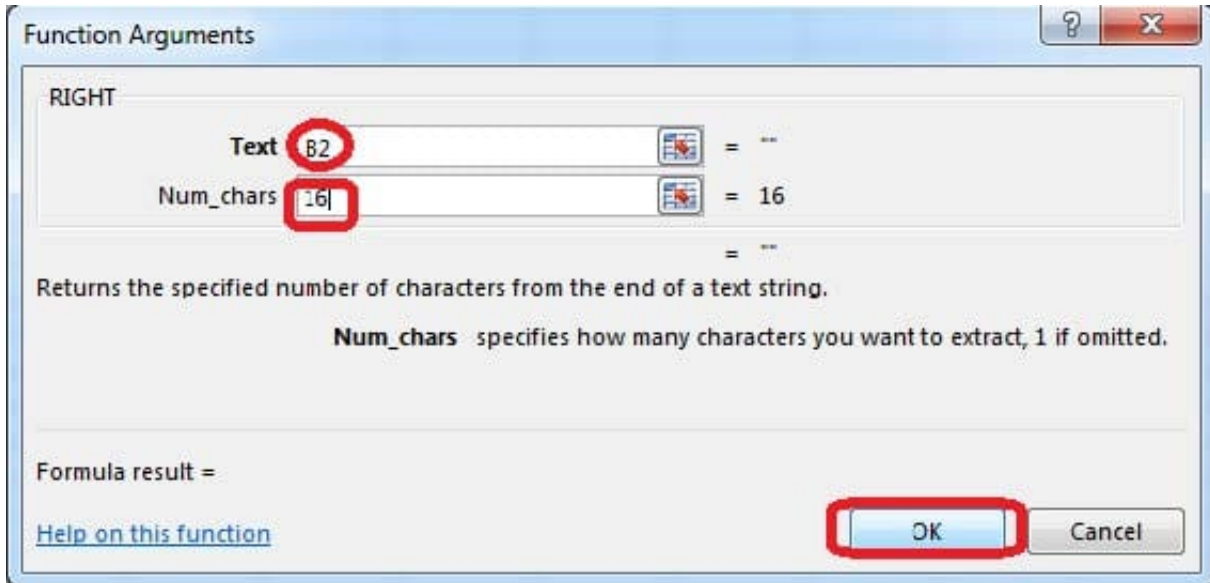 Function Arguments
?
RIGHT
Text B2 = ""
Num_chars 16 = 16
= ""
Returns the specified number of characters from the end of a text string.
Num_chars specifies how many characters you want to extract, 1 if omitted.
Formula result =
Help on this function
OK Cancel